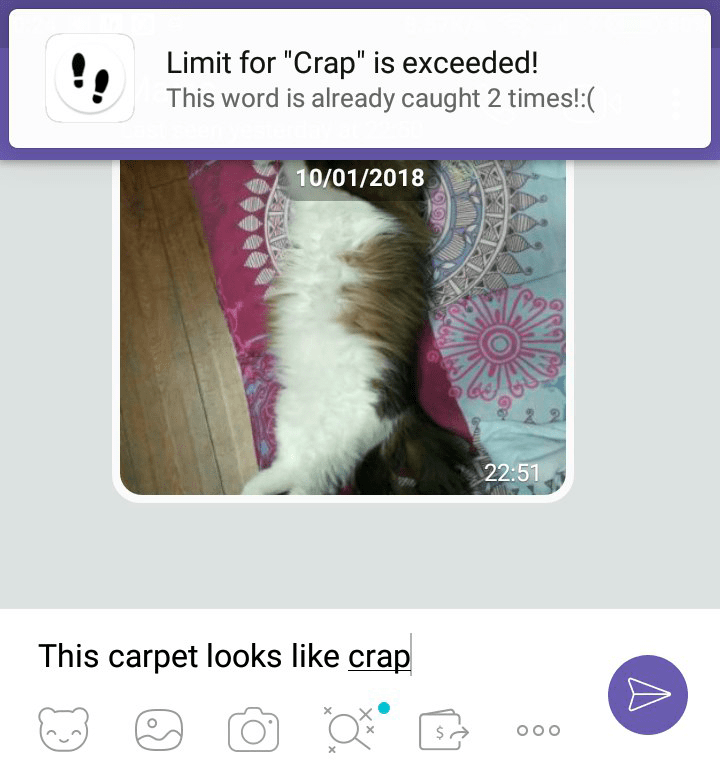 Limit for "Crap" is exceeded!
This word is already caught 2 times!:(
10/01/2018
22:51
This carpet looks like crap
$